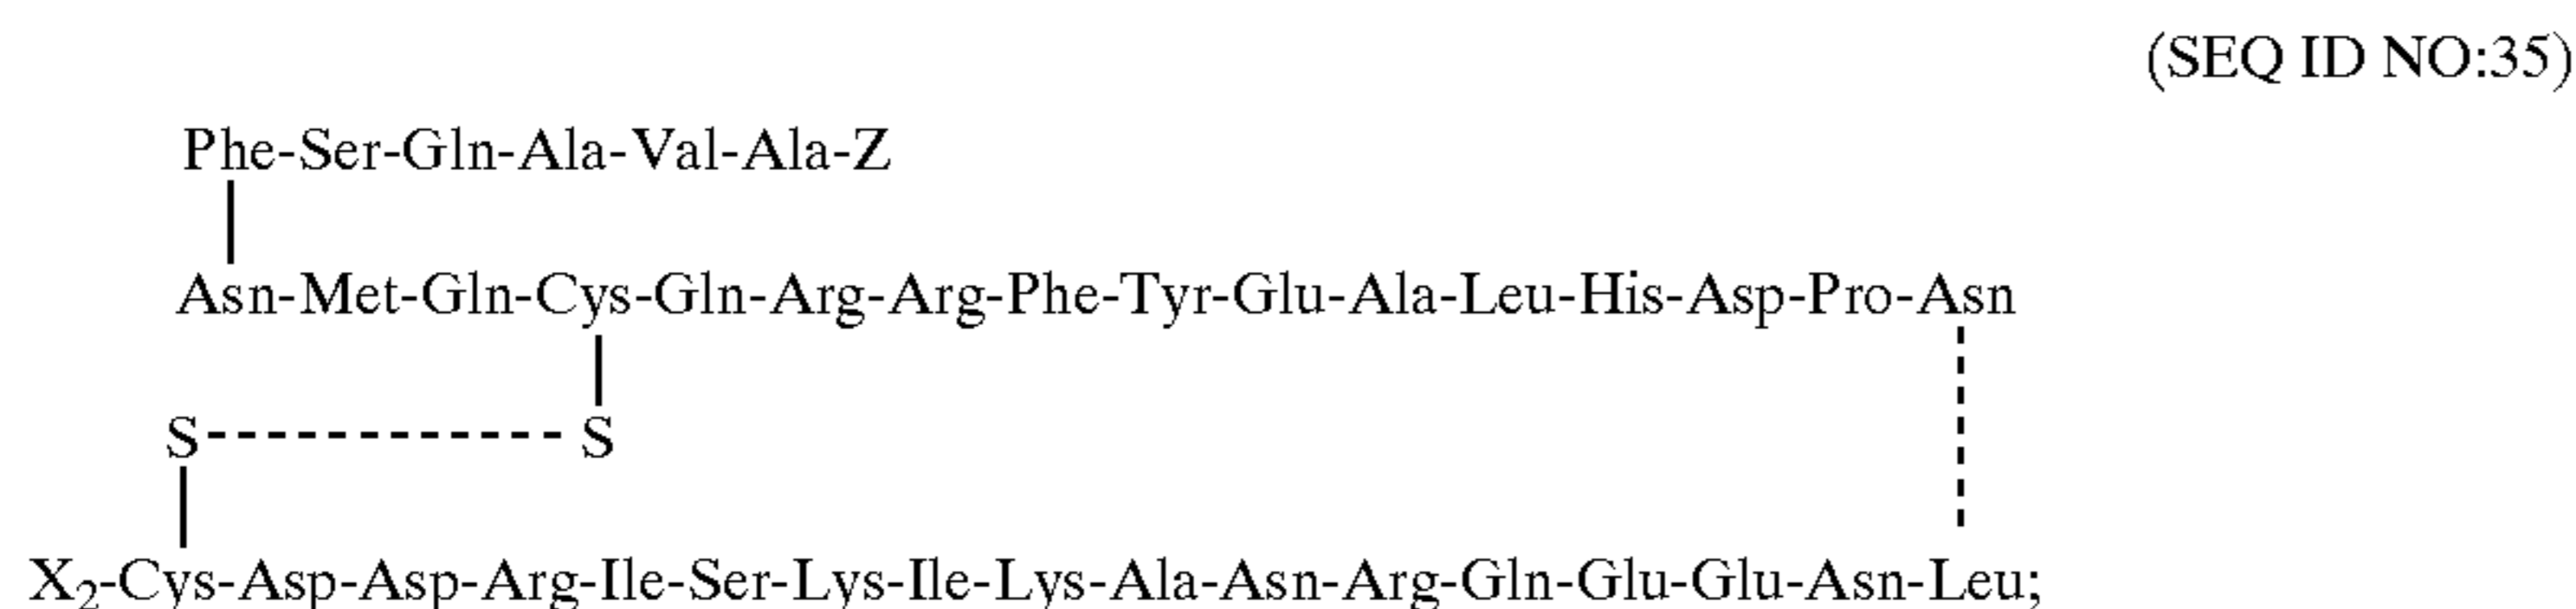 (SEQ ID NO:35)
Phe-Ser-Gln-Ala-Val-Ala-Z
Asn-Met-Gln-Cys-Gln-Arg-Arg-Phe-Tyr-Glu-Ala-Leu-His-Asp-Pro-Asn
S S
X₂-Cys-Asp-Asp-Arg-Ile-Ser-Lys-Ile-Lys-Ala-Asn-Arg-Gln-Glu-Glu-Asn-Leu;